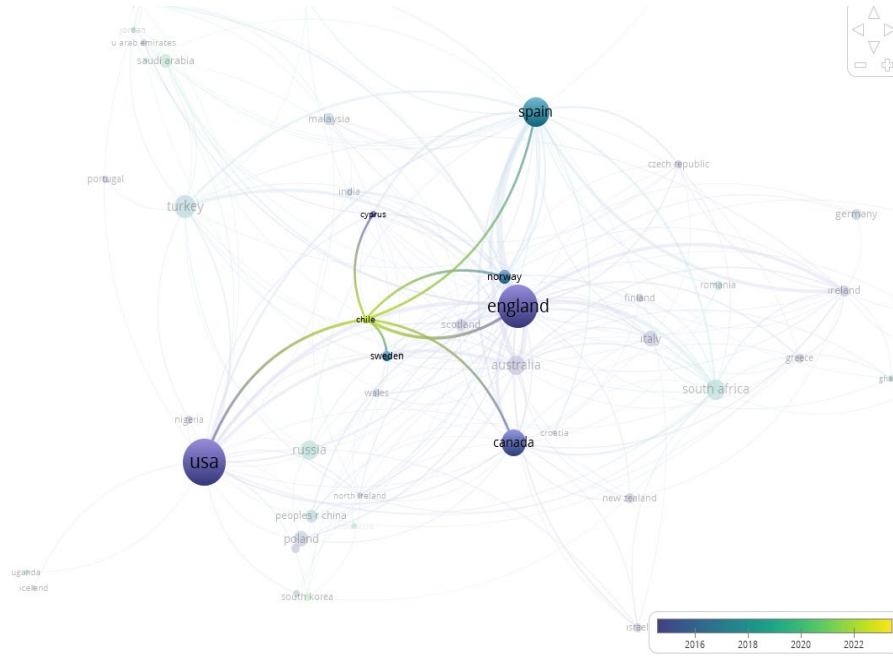 jordan
u arab emirates
saudi arabia
spain
malaysia
czech republic
portugal
india
turkey
cyprus
germany
norway
romania
ireland
england
finland
chile
scotland
italy
sweden
greece
australia
gha
south africa
wales
nigeria
croatia
canada
russia
usa
north ireland
new zealand
peoples r china
poland
uganda
iceland
south korea
israel
2016 2018 2020 2022